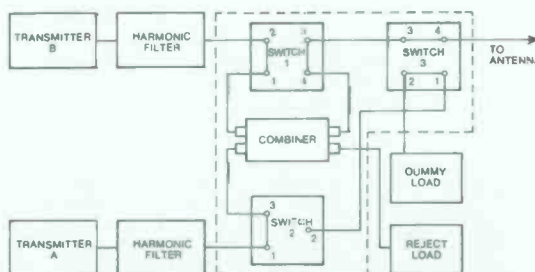 TRANSMITTER
B
HARMONIC
FILTER
2
3
SWITCH
1
1
4
3
4
SWITCH
3
2
1
TO
ANTENNA
COMBINER
DUMMY
LOAD
3
SWITCH
2
2
1
TRANSMITTER
A
HARMONIC
FILTER
REJECT
LOAD